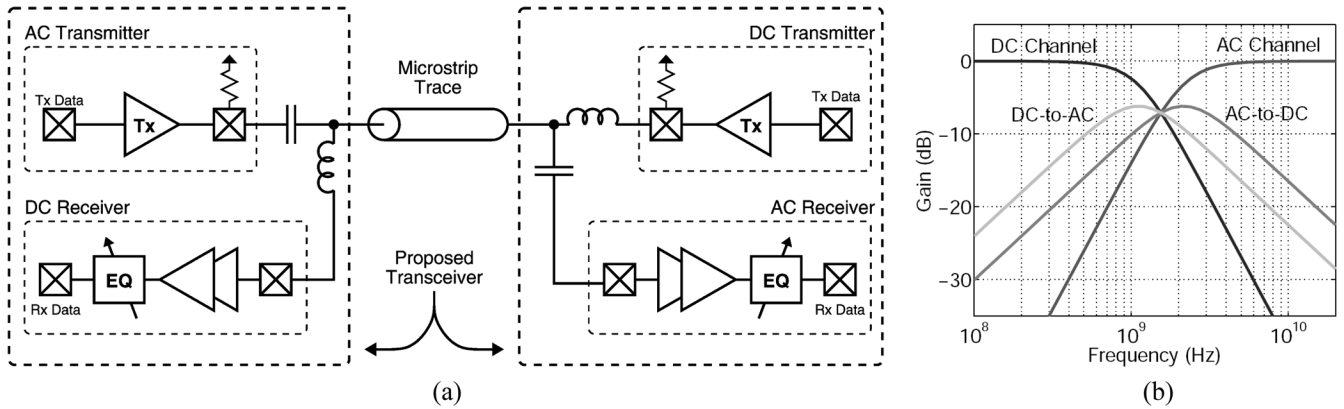 AC Transmitter
Tx Data
Tx
DC Receiver
EQ
Rx Data
Microstrip
Trace
Proposed
Transceiver
DC Transmitter
Tx Data
Tx
AC Receiver
EQ
Rx Data
(a)
DC Channel
AC Channel
DC-to-AC
AC-to-DC
Gain (dB)
0
−10
−20
−30
10^8
10^9
10^10
Frequency (Hz)
(b)